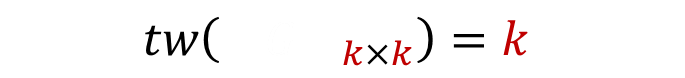 tw(     k×k) = k